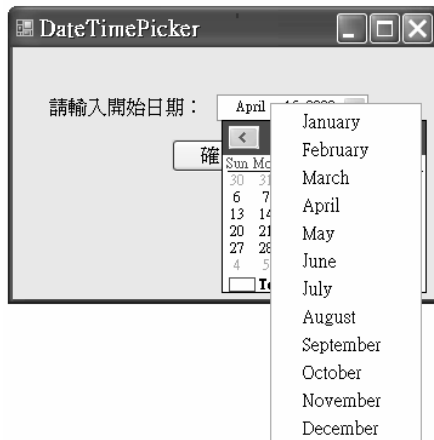 DateTimePicker
請輸入開始日期： April
確
Sun
30 31
6 7
13 14
20 21
27 28
4 5
January
February
March
April
May
June
July
August
September
October
November
December